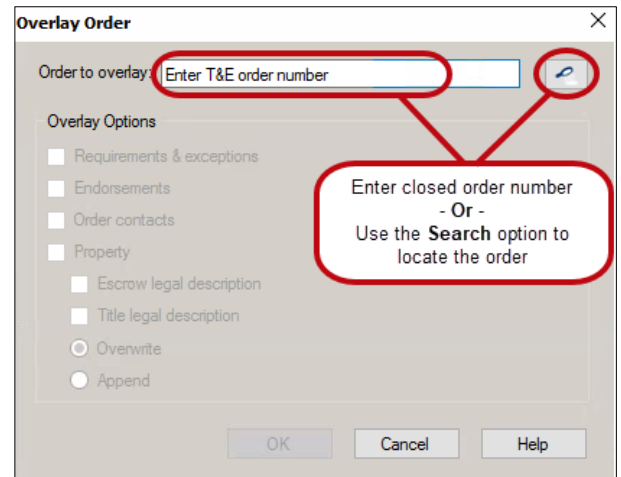 Overlay Order
Order to overlay: Enter T&E order number
Overlay Options
Requirements & exceptions
Endorsements
Order contacts
Property
Escrow legal description
Title legal description
Overwrite
Append
Enter closed order number
- Or -
Use the Search option to
locate the order
OK Cancel Help